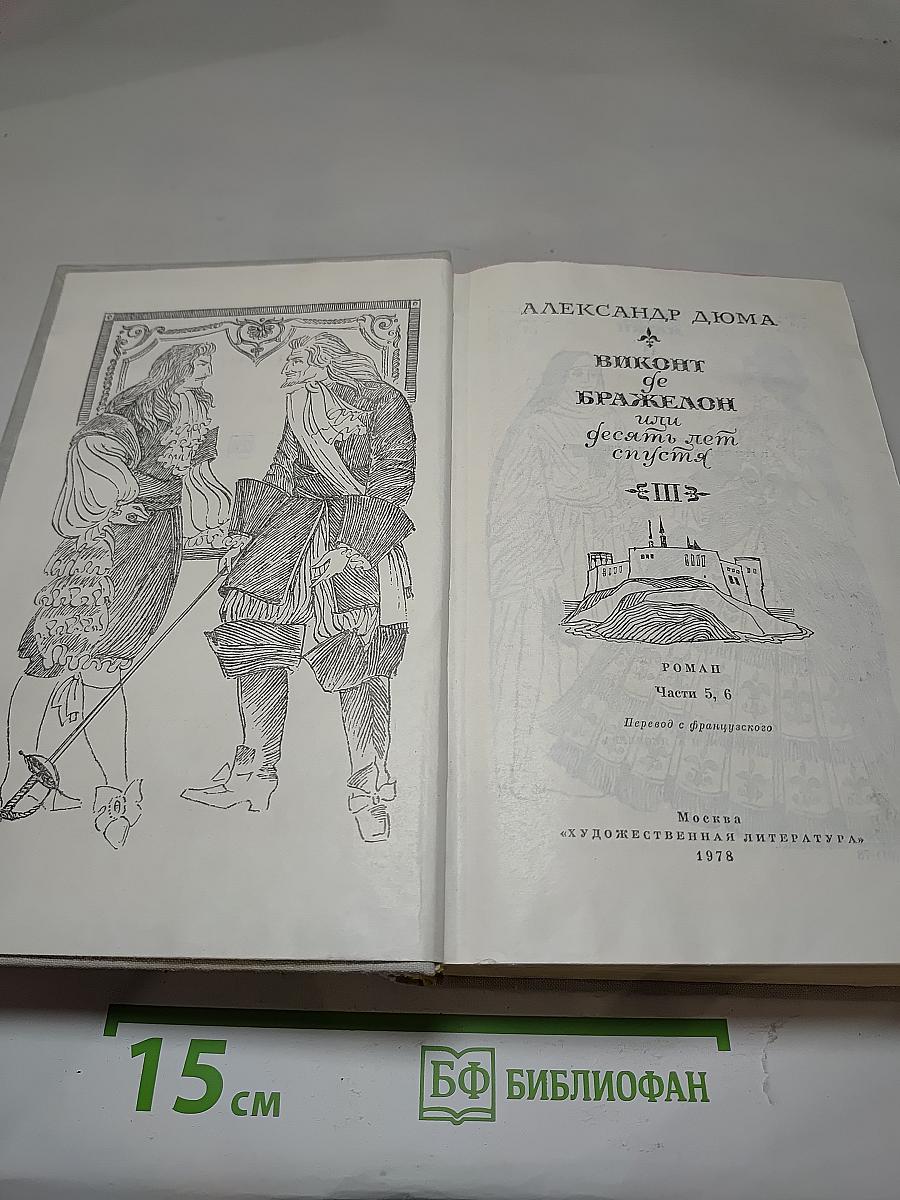 АЛЕКСАНДР ДЮМА
ВИКОНТ
де
БРАЖЕЛОН
или
десять лет
спустя
III
РОМАН
Части 5, 6
Перевод с французского
Москва
«ХУДОЖЕСТВЕННАЯ ЛИТЕРАТУРА»
1978
15 см
БФ БИБЛИОФАН